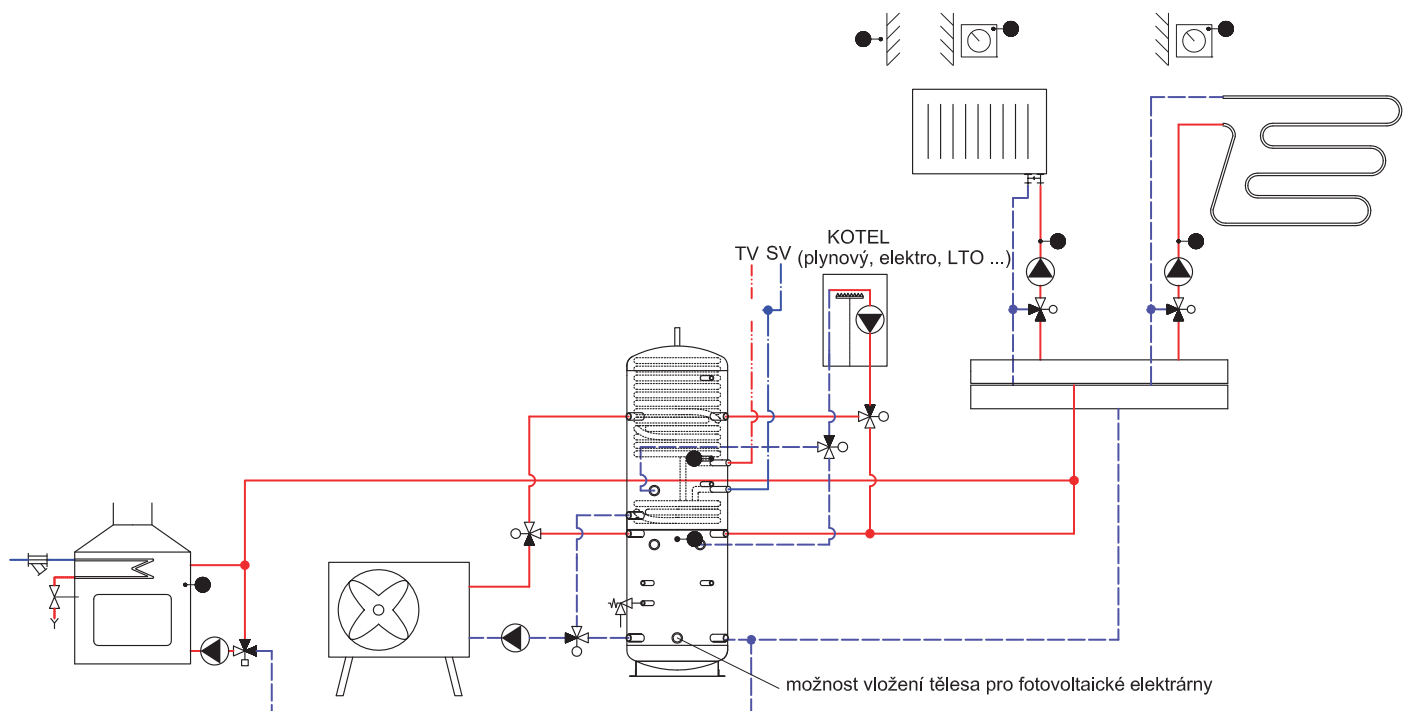 KOTEL
TV SV (plynový, elektro, LTO ...)
možnost vložení tělesa pro fotovoltaické elektrárny